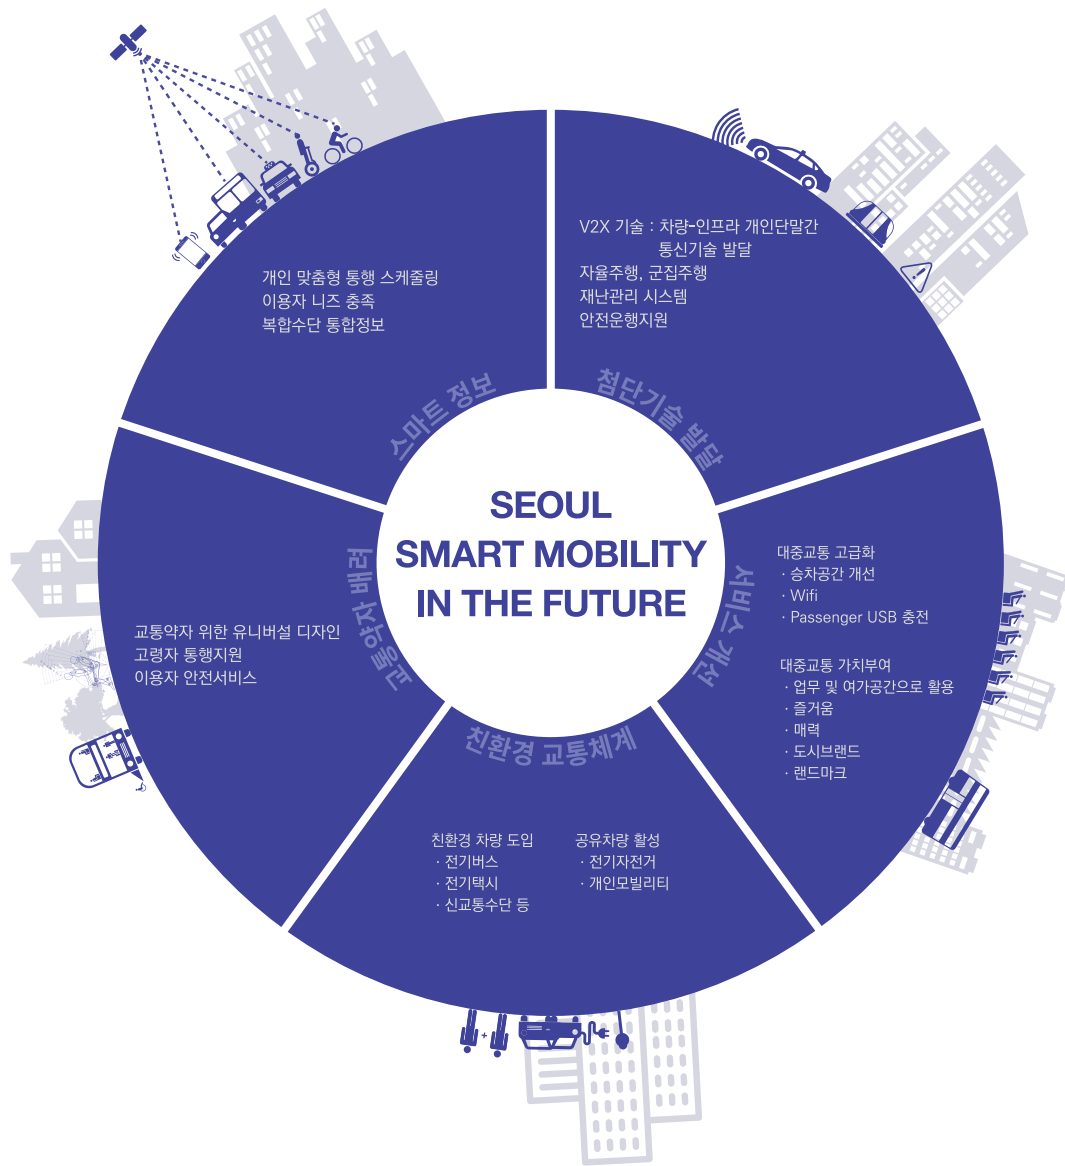 개인 맞춤형 통행 스케줄링
이용자 니즈 충족
복합수단 통합정보
스마트 정보
V2X 기술 : 차량-인프라 개인단말간
통신기술 발달
자율주행, 군집주행
재난관리 시스템
안전운행지원
첨단기술 발달
SEOUL
SMART MOBILITY
IN THE FUTURE
대중교통 고급화
· 승차공간 개선
· Wifi
· Passenger USB 충전
대중교통 가치부여
· 업무 및 여가공간으로 활용
· 즐거움
· 매력
· 도시브랜드
· 랜드마크
서비스 개선
교통약자 위한 유니버설 디자인
고령자 통행지원
이용자 안전서비스
교통약자 배려
친환경 교통체계
친환경 차량 도입
· 전기버스
· 전기택시
· 신교통수단 등
공유차량 활성
· 전기자전거
· 개인모빌리티